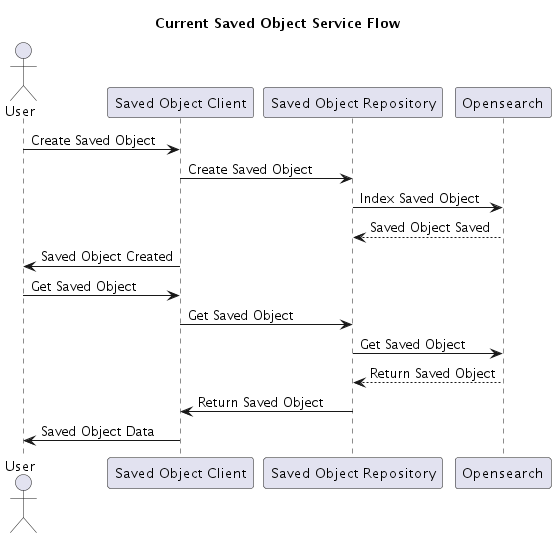 Current Saved Object Service Flow
User
Saved Object Client
Saved Object Repository
Opensearch
Create Saved Object
Create Saved Object
Index Saved Object
Saved Object Saved
Saved Object Created
Get Saved Object
Get Saved Object
Get Saved Object
Return Saved Object
Return Saved Object
Saved Object Data
User
Saved Object Client
Saved Object Repository
Opensearch